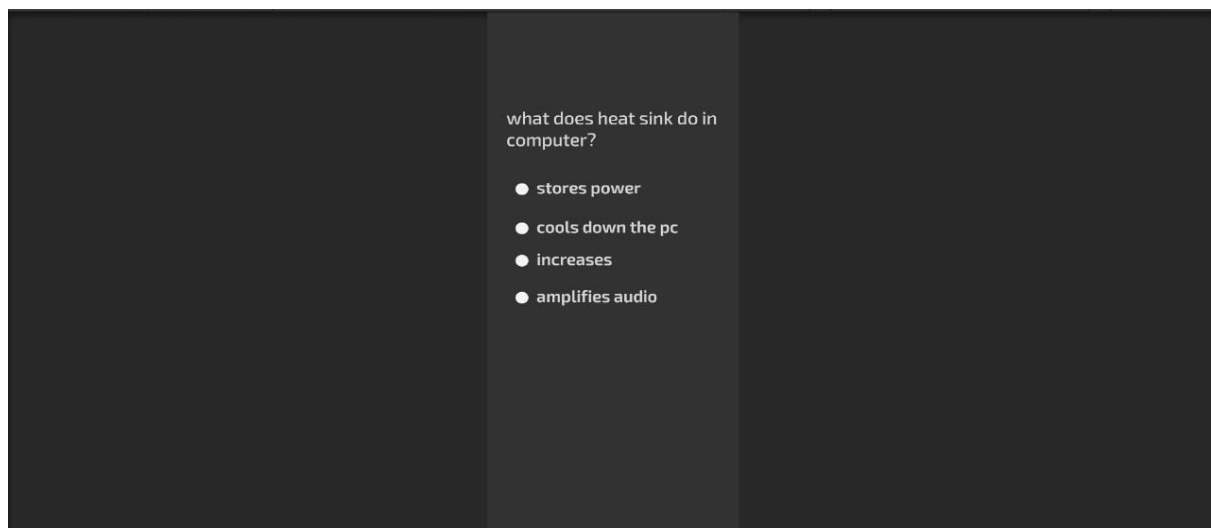 what does heat sink do in
computer?
stores power
cools down the pc
increases
amplifies audio